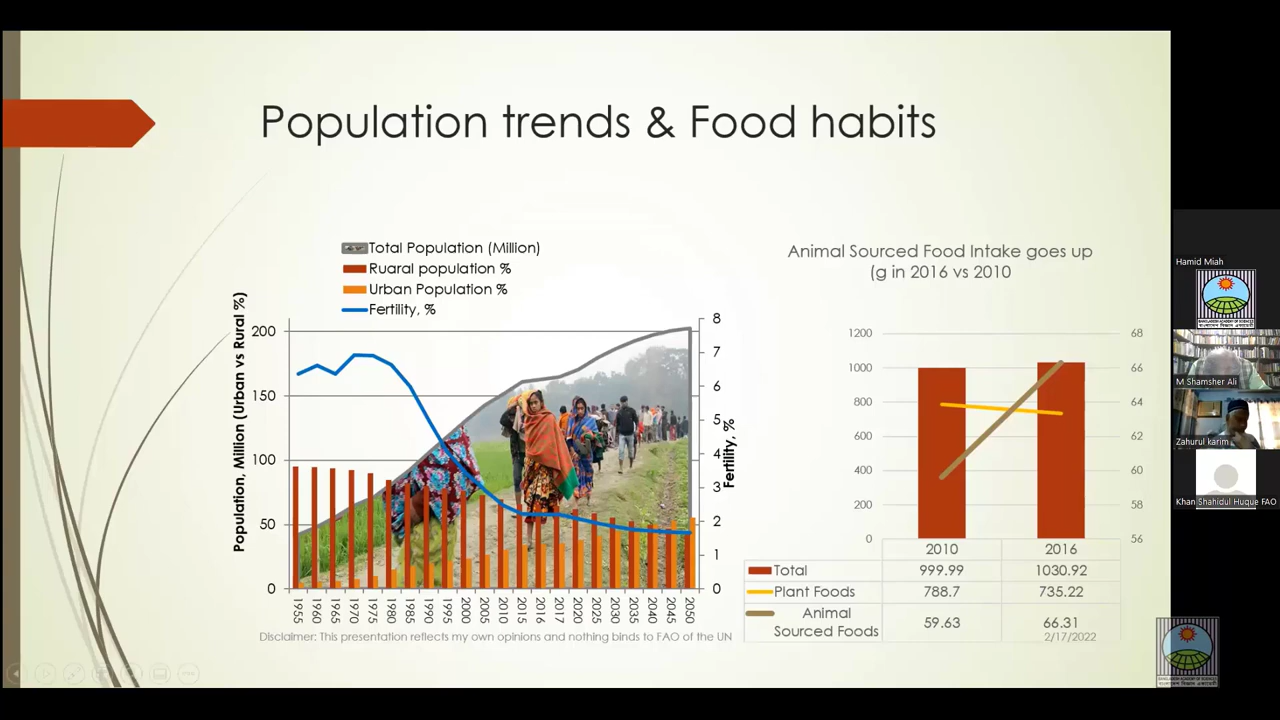 Population trends & Food habits
Total Population (Million)
Ruaral population %
Urban Population %
Fertility, %
Population, Million (Urban vs Rural %)
200
150
100
50
0
8
7
6
5
4
3
2
1
0
Fertility, %
1955
1960
1965
1970
1975
1980
1985
1990
1995
2000
2005
2010
2015
2016
2017
2020
2025
2030
2035
2040
2045
2050
Disclaimer: This presentation reflects my own opinions and nothing binds to FAO of the UN
Animal Sourced Food Intake goes up
(g in 2016 vs 2010
1200
1000
800
600
400
200
0
68
66
64
62
60
58
56
2010 2016
Total 999.99 1030.92
Plant Foods 788.7 735.22
Animal
Sourced Foods 59.63 66.31
2/17/2022
Hamid Miah
M Shamsher Ali
Zahurul karim
Khan Shahidul Huque FAO